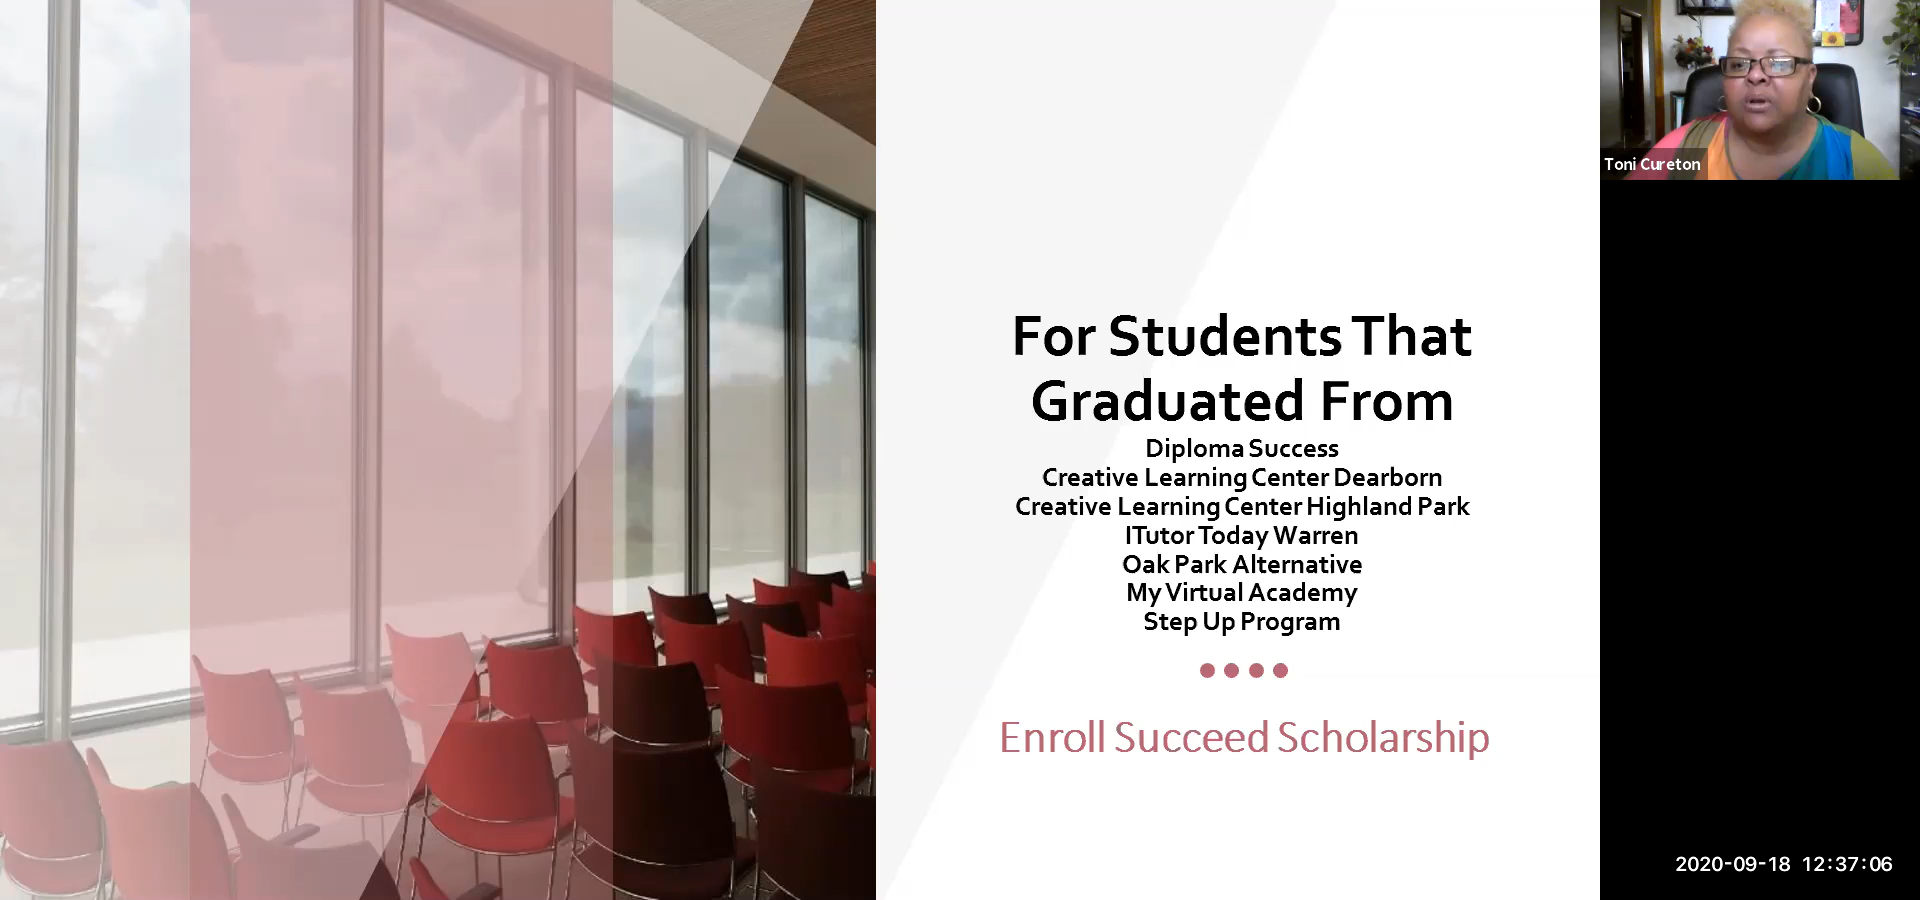 For Students That
Graduated From
Diploma Success
Creative Learning Center Dearborn
Creative Learning Center Highland Park
ITutor Today Warren
Oak Park Alternative
My Virtual Academy
Step Up Program
Enroll Succeed Scholarship
Toni Cureton
2020-09-18 12:37:06